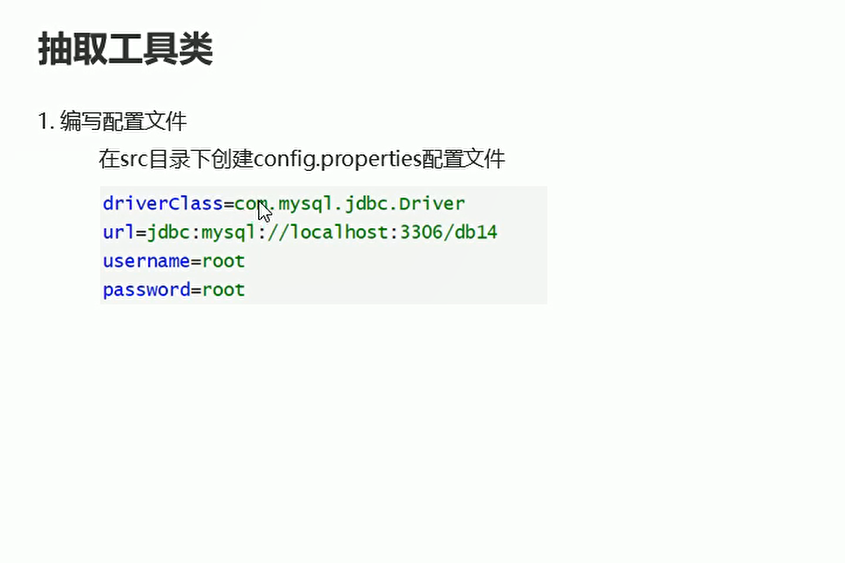 抽取工具类
1. 编写配置文件
在src目录下创建config.properties配置文件
driverClass=com.mysql.jdbc.Driver
url=jdbc:mysql://localhost:3306/db14
username=root
password=root